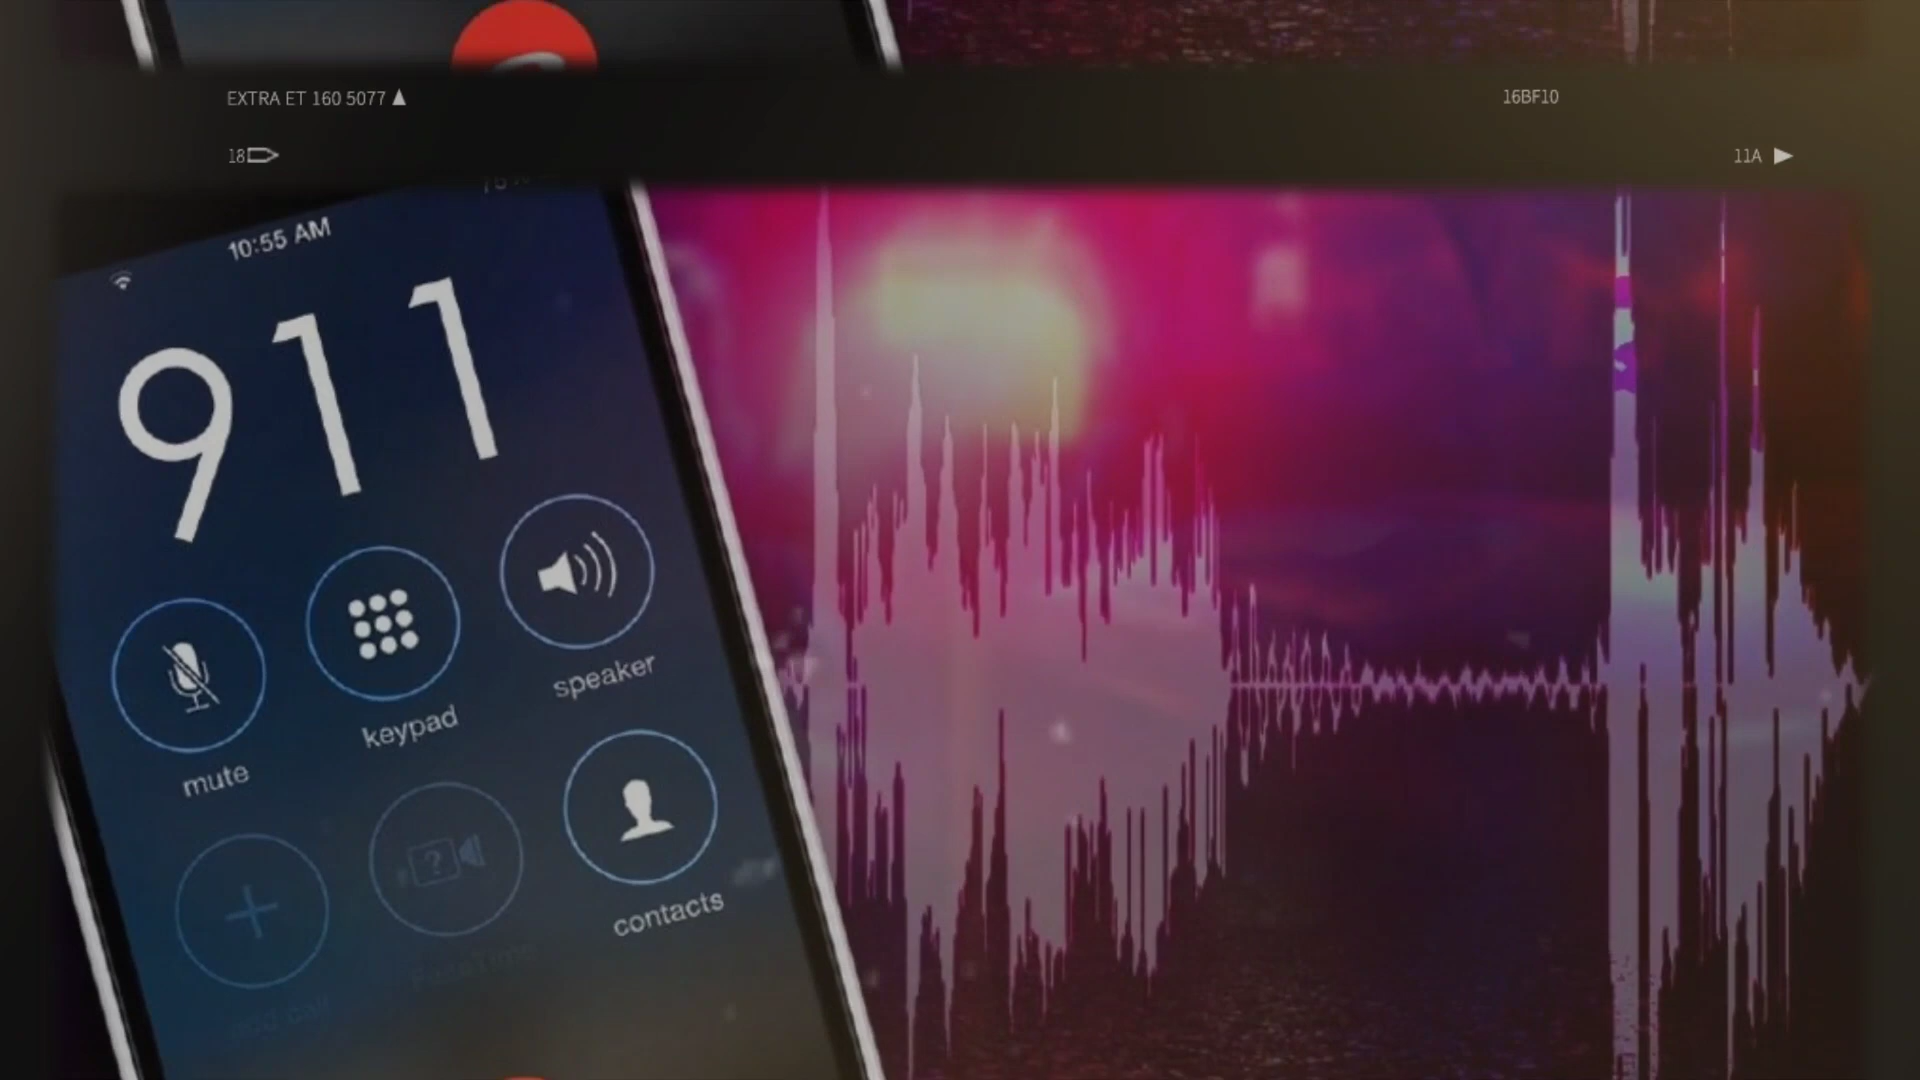 EXTRA ET 160 5077
16BF10
18
11A
10:55 AM
911
mute
keypad
speaker
contacts